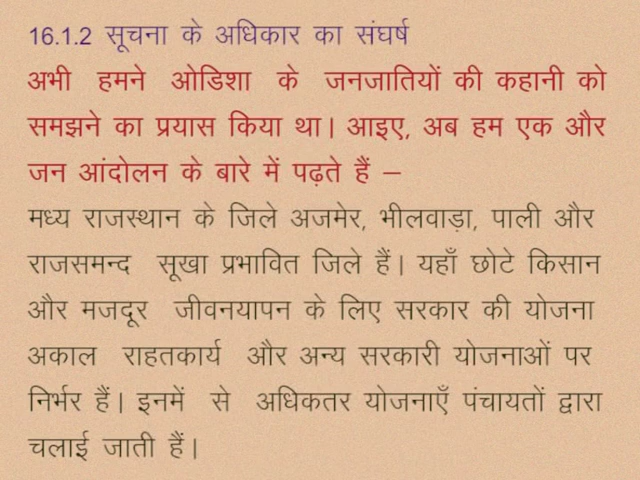 16.1.2 सूचना के अधिकार का संघर्ष
अभी हमने ओडिशा के जनजातियों की कहानी को
समझने का प्रयास किया था। आइए, अब हम एक और
जन आंदोलन के बारे में पढ़ते हैं –
मध्य राजस्थान के जिले अजमेर, भीलवाड़ा, पाली और
राजसमन्द सूखा प्रभावित जिले हैं। यहाँ छोटे किसान
और मजदूर जीवनयापन के लिए सरकार की योजना
अकाल राहतकार्य और अन्य सरकारी योजनाओं पर
निर्भर हैं। इनमें से अधिकतर योजनाएँ पंचायतों द्वारा
चलाई जाती हैं।